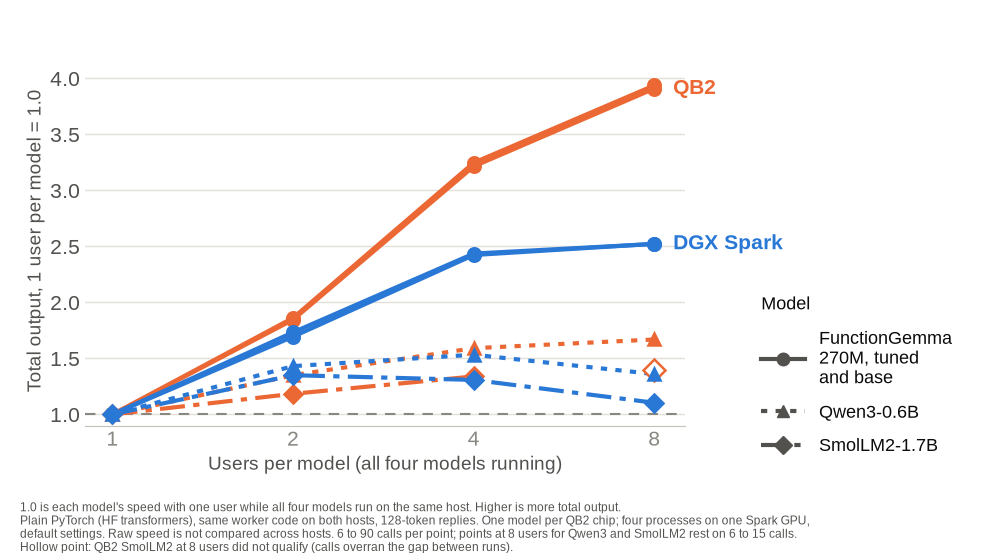 4.0
3.5
3.0
2.5
2.0
1.5
1.0
Total output, 1 user per model = 1.0
QB2
DGX Spark
1 2 4 8
Users per model (all four models running)
Model
FunctionGemma
270M, tuned
and base
Qwen3-0.6B
SmolLM2-1.7B
1.0 is each model's speed with one user while all four models run on the same host. Higher is more total output.
Plain PyTorch (HF transformers), same worker code on both hosts, 128-token replies. One model per QB2 chip; four processes on one Spark GPU,
default settings. Raw speed is not compared across hosts. 6 to 90 calls per point; points at 8 users for Qwen3 and SmolLM2 rest on 6 to 15 calls.
Hollow point: QB2 SmolLM2 at 8 users did not qualify (calls overran the gap between runs).